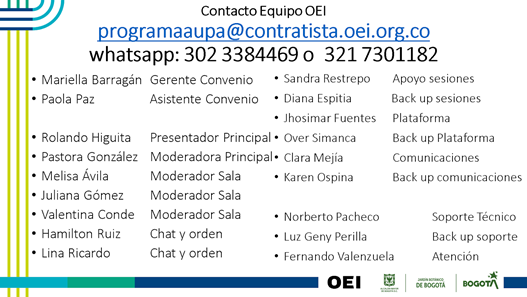 Contacto Equipo OEI
programaaupa@contratista.oei.org.co
whatsapp: 302 3384469 o 321 7301182
• Mariella Barragán Gerente Convenio
• Paola Paz Asistente Convenio
• Rolando Higuita Presentador Principal
• Pastora González Moderadora Principal
• Melisa Ávila Moderador Sala
• Juliana Gómez Moderador Sala
• Valentina Conde Moderador Sala
• Hamilton Ruiz Chat y orden
• Lina Ricardo Chat y orden
• Sandra Restrepo Apoyo sesiones
• Diana Espitia Back up sesiones
• Jhosimar Fuentes Plataforma
• Over Simanca Back up Plataforma
• Clara Mejía Comunicaciones
• Karen Ospina Back up comunicaciones
• Norberto Pacheco Soporte Técnico
• Luz Geny Perilla Back up soporte
• Fernando Valenzuela Atención
OEI
JARDÍN BOTÁNICO
DE BOGOTÁ
BOGOTÁ